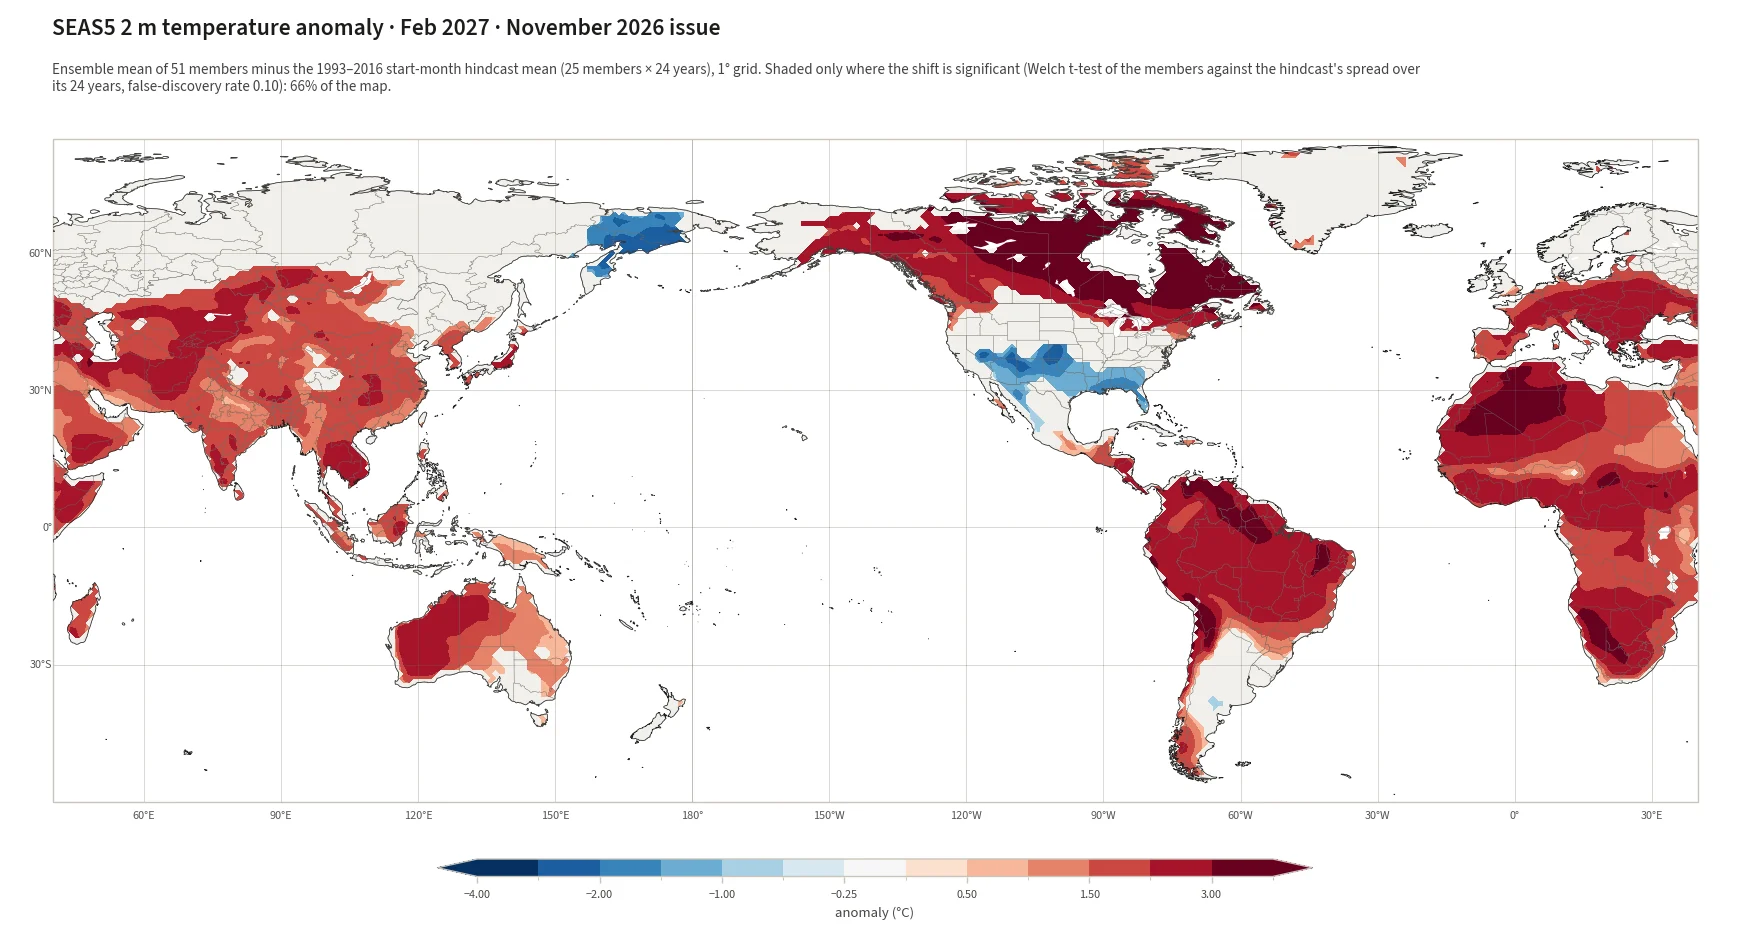 SEAS5 2 m temperature anomaly · Feb 2027 · November 2026 issue
Ensemble mean of 51 members minus the 1993–2016 start-month hindcast mean (25 members × 24 years), 1° grid. Shaded only where the shift is significant (Welch t-test of the members against the hindcast's spread over
its 24 years, false-discovery rate 0.10): 66% of the map.
60°N
30°N
0°
30°S
60°E 90°E 120°E 150°E 180° 150°W 120°W 90°W 60°W 30°W 0° 30°E
−4.00 −2.00 −1.00 −0.25 0.50 1.50 3.00
anomaly (°C)